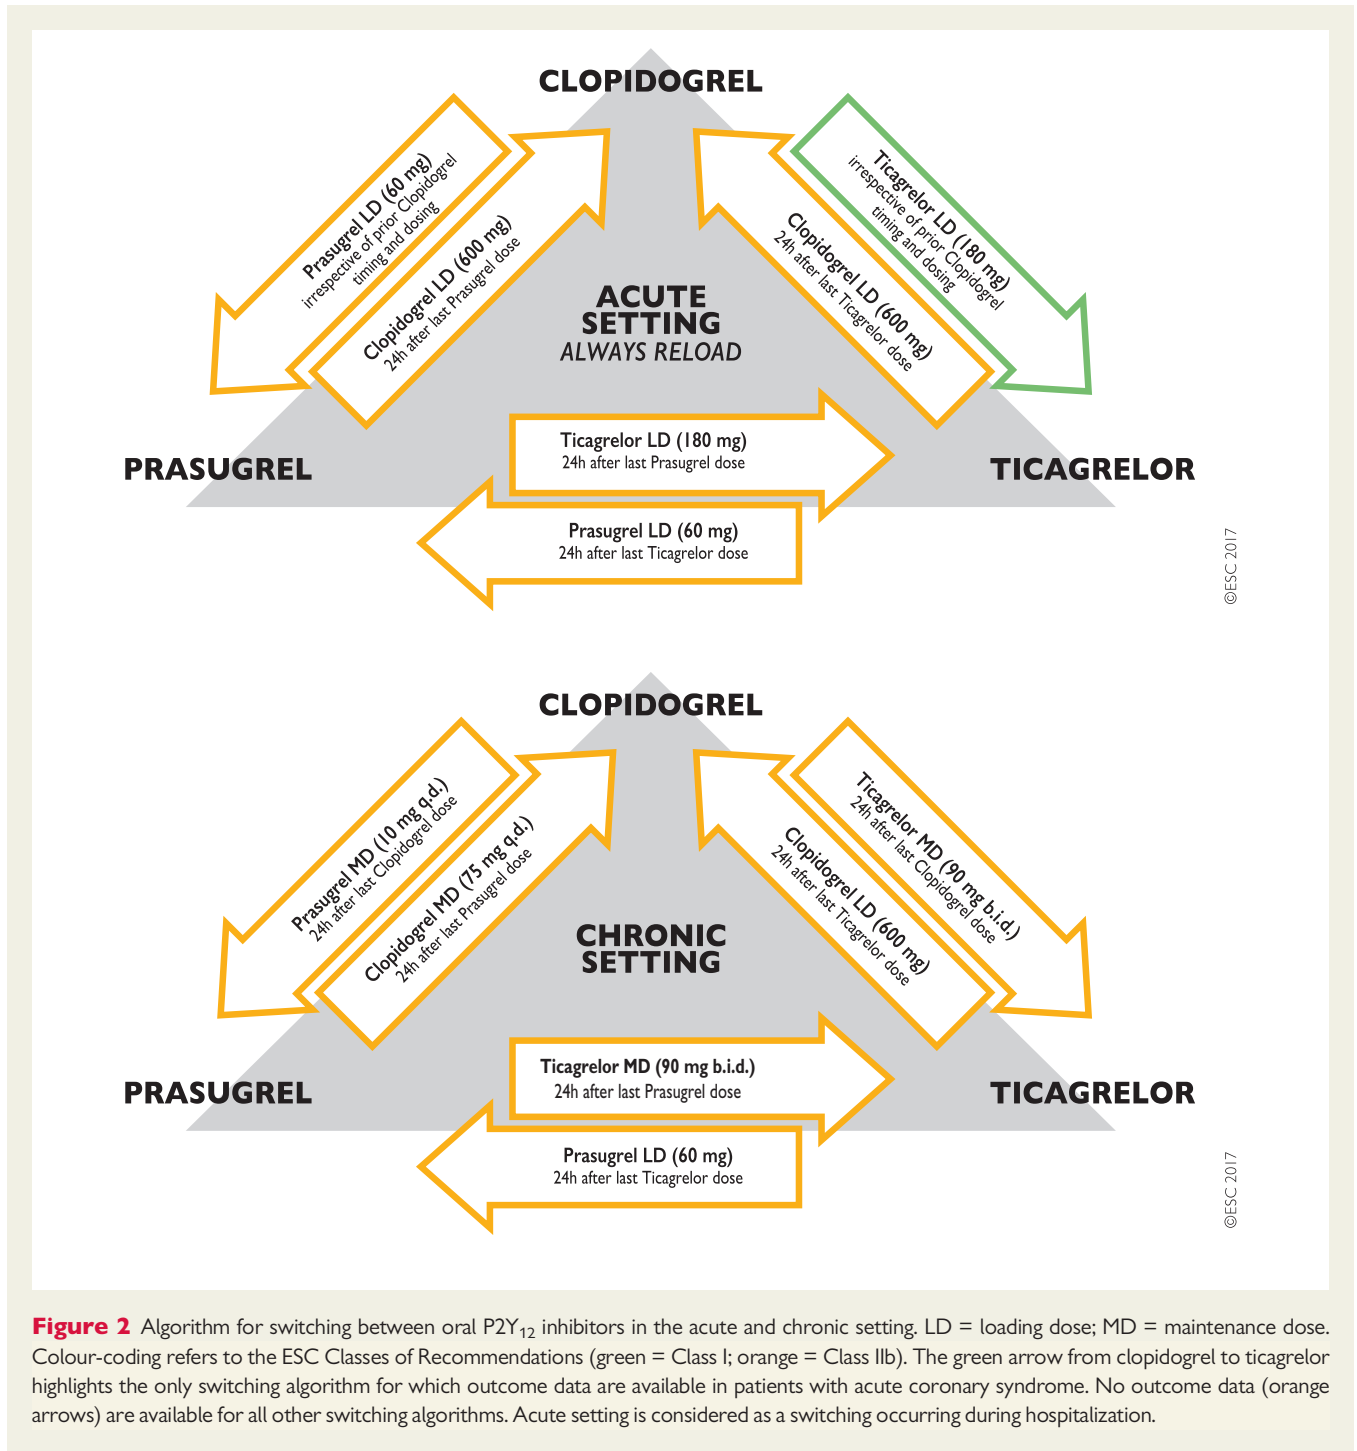 CLOPIDOGREL
Prasugrel LD (60 mg)
irrespective of prior Clopidogrel
timing and dosing
Clopidogrel LD (600 mg)
24h after last Prasugrel dose
Ticagrelor LD (180 mg)
irrespective of prior Clopidogrel
timing and dosing
Clopidogrel LD (600 mg)
24h after last Ticagrelor dose
ACUTE
SETTING
ALWAYS RELOAD
Ticagrelor LD (180 mg)
24h after last Prasugrel dose
PRASUGREL
TICAGRELOR
Prasugrel LD (60 mg)
24h after last Ticagrelor dose
©ESC 2017
CLOPIDOGREL
Prasugrel MD (10 mg q.d.)
24h after last Clopidogrel dose
Clopidogrel MD (75 mg q.d.)
24h after last Prasugrel dose
Ticagrelor MD (90 mg b.i.d.)
24h after last Clopidogrel dose
Clopidogrel LD (600 mg)
24h after last Ticagrelor dose
CHRONIC
SETTING
Ticagrelor MD (90 mg b.i.d.)
24h after last Prasugrel dose
PRASUGREL
TICAGRELOR
Prasugrel LD (60 mg)
24h after last Ticagrelor dose
©ESC 2017
Figure 2 Algorithm for switching between oral P2Y12 inhibitors in the acute and chronic setting. LD = loading dose; MD = maintenance dose.
Colour-coding refers to the ESC Classes of Recommendations (green = Class I; orange = Class IIb). The green arrow from clopidogrel to ticagrelor
highlights the only switching algorithm for which outcome data are available in patients with acute coronary syndrome. No outcome data (orange
arrows) are available for all other switching algorithms. Acute setting is considered as a switching occurring during hospitalization.